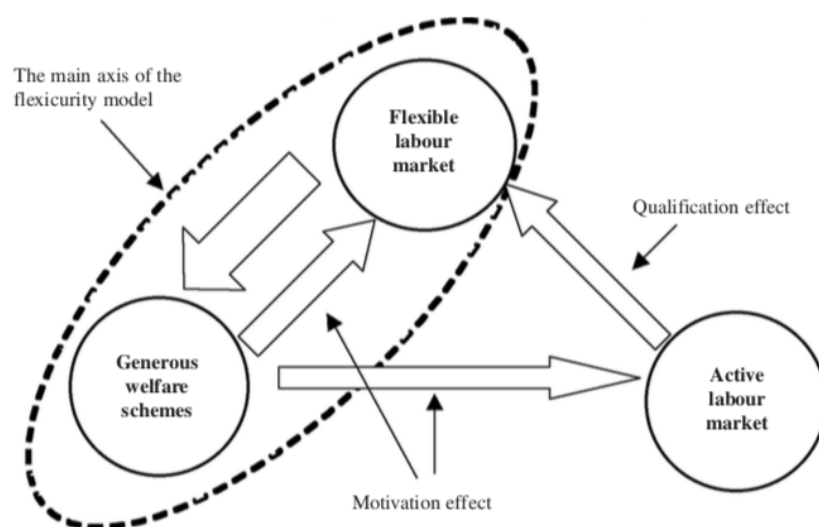 The main axis of the
flexicurity model
Flexible
labour
market
Qualification effect
Generous
welfare
schemes
Active
labour
market
Motivation effect